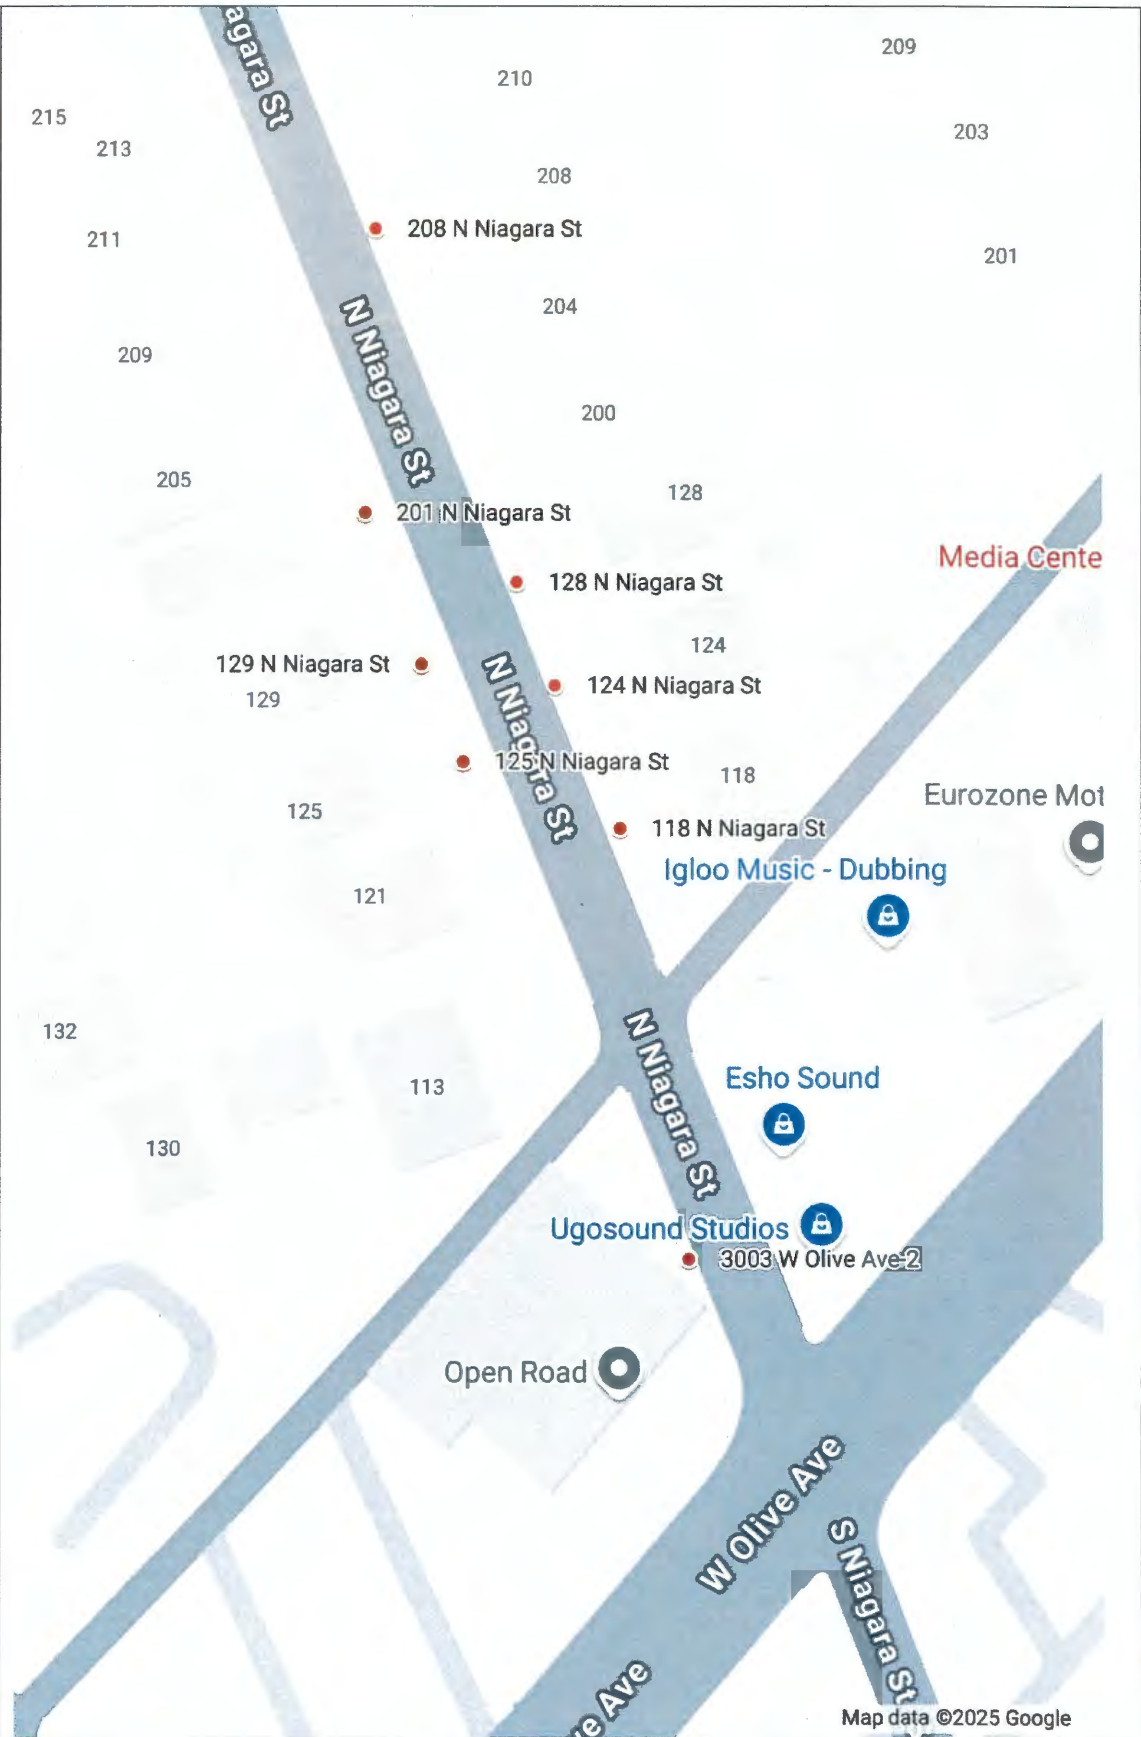 agara St
209
210
215
203
213
208
208 N Niagara St
211
201
204
N Niagara St
209
200
205
128
201 N Niagara St
Media Cente
128 N Niagara St
124
129 N Niagara St
124 N Niagara St
129
N Niagara St
125 N Niagara St
118
Eurozone Mot
125
118 N Niagara St
Igloo Music - Dubbing
121
132
N Niagara St
Esho Sound
113
130
Ugosound Studios
3003 W Olive Ave-2
Open Road
W Olive Ave
S Niagara St
ve Ave
Map data ©2025 Google